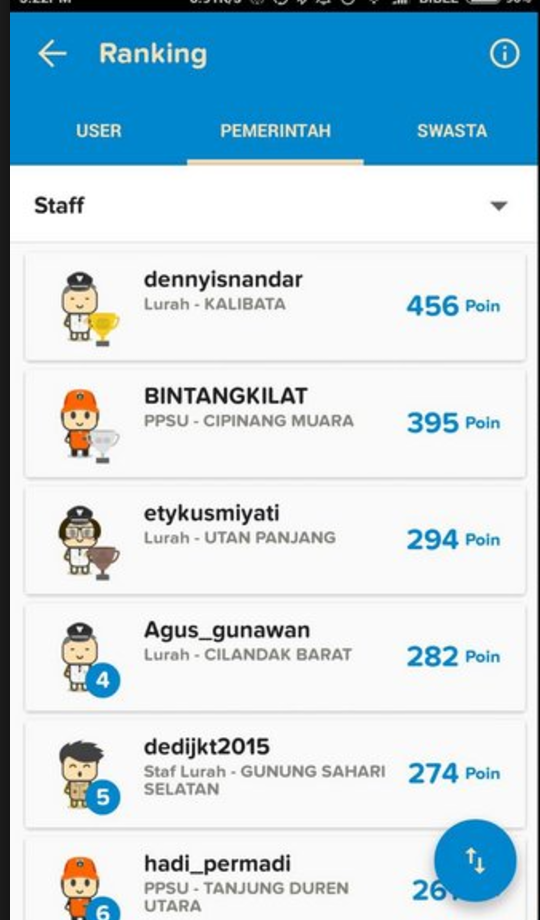 Ranking
USER PEMERINTAH SWASTA
Staff
dennyisnandar
Lurah - KALIBATA
456 Poin
BINTANGKILAT
PPSU - CIPINANG MUARA
395 Poin
etykusmiyati
Lurah - UTAN PANJANG
294 Poin
4
Agus_gunawan
Lurah - CILANDAK BARAT
282 Poin
5
dedijkt2015
Staf Lurah - GUNUNG SAHARI
SELATAN
274 Poin
6
hadi_permadi
PPSU - TANJUNG DUREN
UTARA